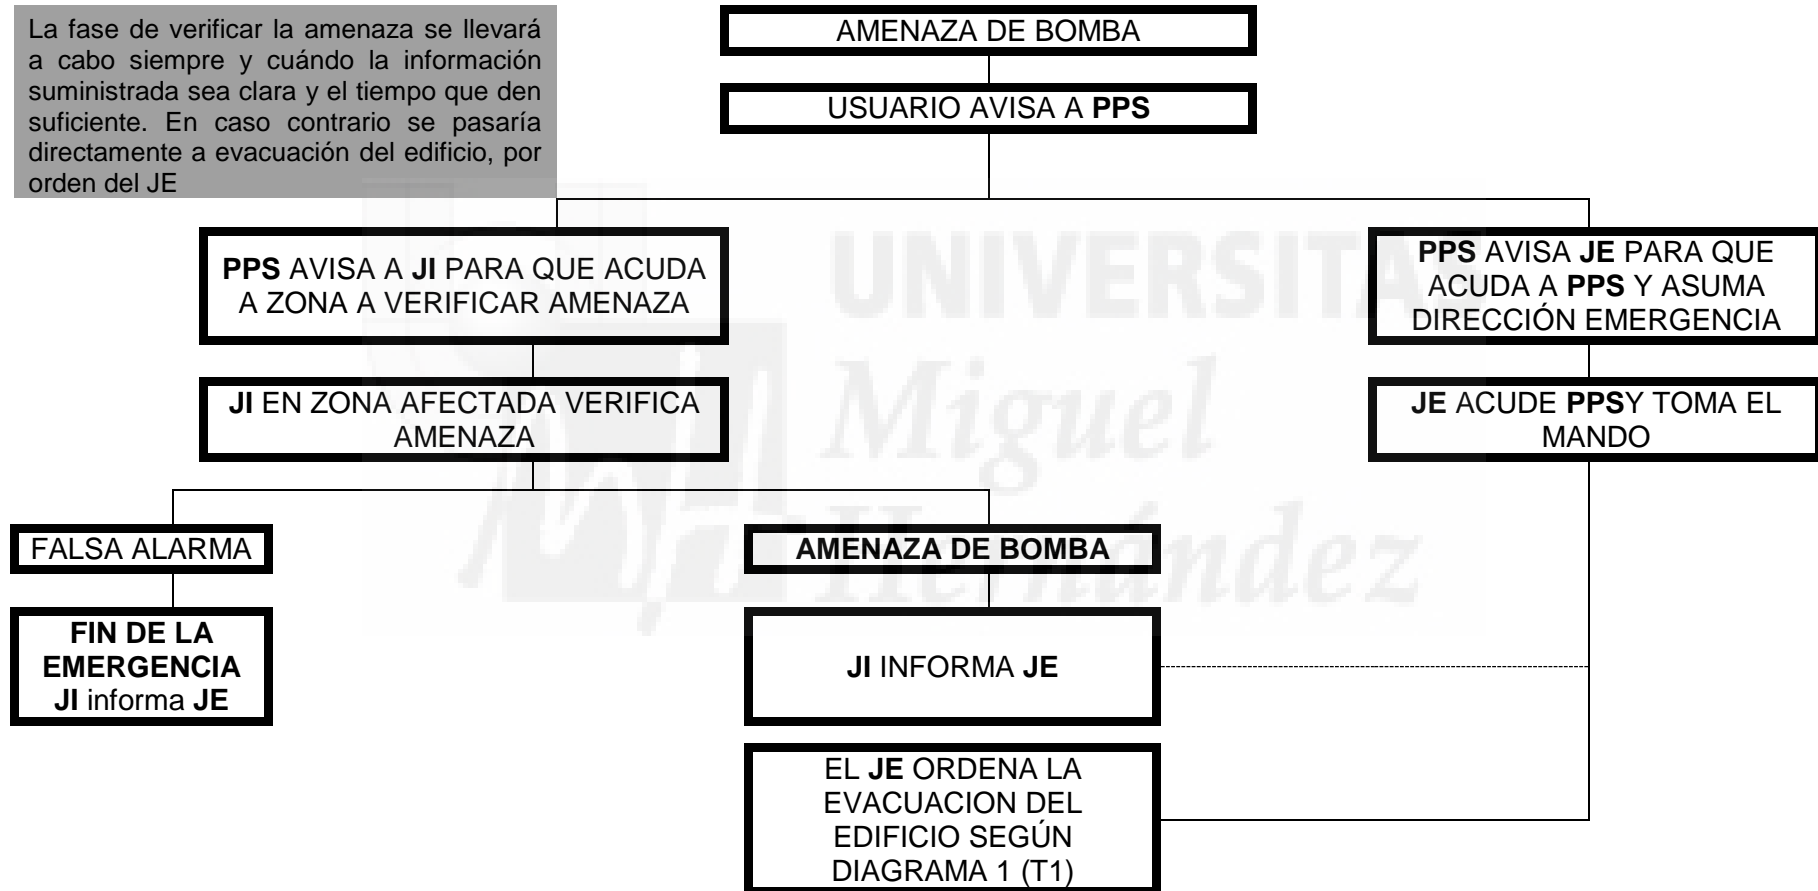 La fase de verificar la amenaza se llevará
a cabo siempre y cuándo la información
suministrada sea clara y el tiempo que den
suficiente. En caso contrario se pasaría
directamente a evacuación del edificio, por
orden del JE
AMENAZA DE BOMBA
USUARIO AVISA A PPS
PPS AVISA A JI PARA QUE ACUDA
A ZONA A VERIFICAR AMENAZA
PPS AVISA JE PARA QUE
ACUDA A PPS Y ASUMA
DIRECCIÓN EMERGENCIA
JI EN ZONA AFECTADA VERIFICA
AMENAZA
JE ACUDE PPSY TOMA EL
MANDO
FALSA ALARMA
AMENAZA DE BOMBA
FIN DE LA
EMERGENCIA
JI informa JE
JI INFORMA JE
EL JE ORDENA LA
EVACUACION DEL
EDIFICIO SEGÚN
DIAGRAMA 1 (T1)
UNIVERSITAS
Miguel
Hernández